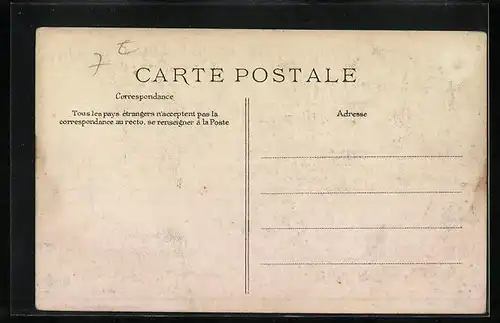 7 €
CARTE POSTALE
Correspondance
Tous les pays étrangers n'acceptent pas la
correspondance au recto, se renseigner à la Poste
Adresse